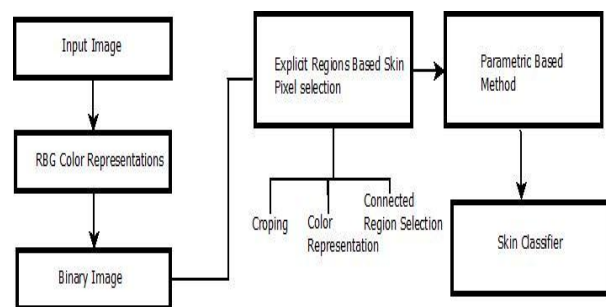 Input Image
RBG Color Representations
Binary Image
Explicit Regions Based Skin
Pixel selection
Croping
Color
Representation
Connected
Region Selection
Parametric Based
Method
Skin Classifier